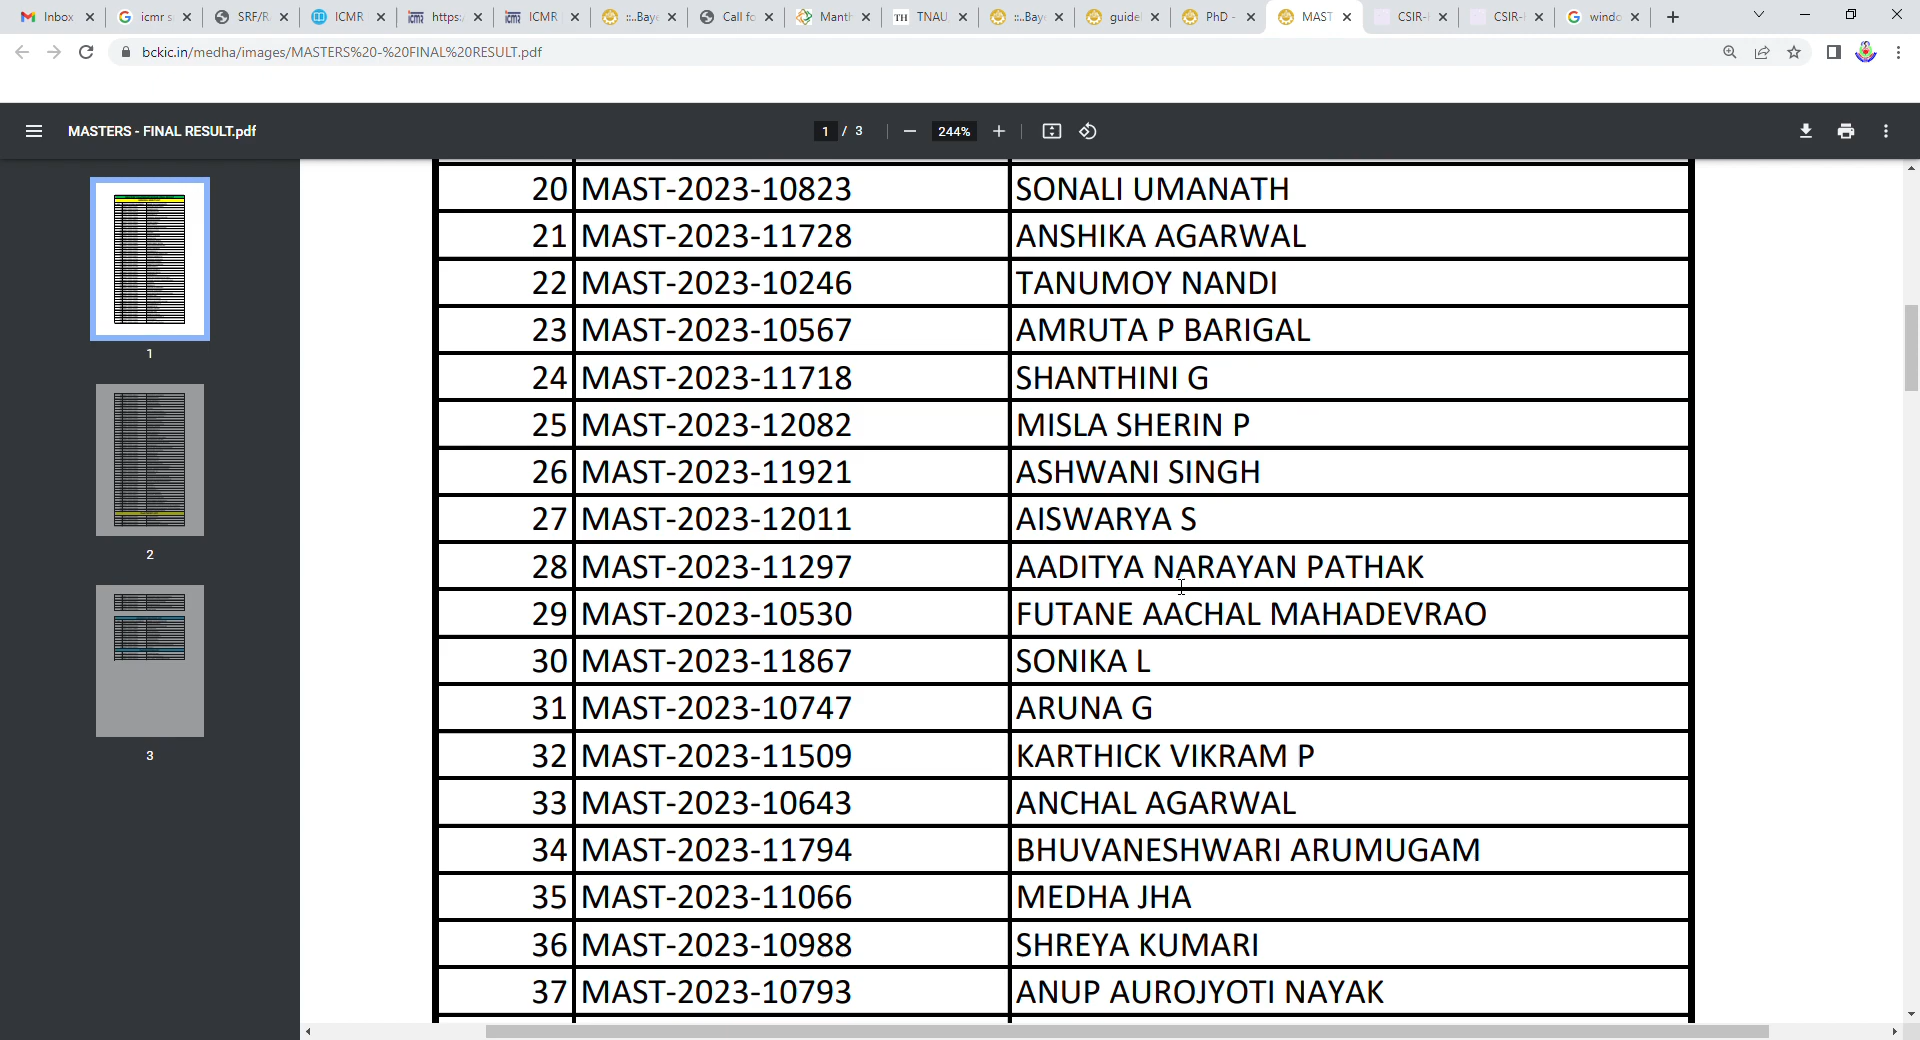 Inbox
icmr s
SRF/R
ICMR
https:
ICMR
::..Baye
Call fo
Manth
TNAU
::..Baye
guidel
PhD -
MAST
CSIR-
CSIR-
windo
bckic.in/medha/images/MASTERS%20-%20FINAL%20RESULT.pdf
MASTERS - FINAL RESULT.pdf
1 / 3
244%
1
2
3
20 MAST-2023-10823 SONALI UMANATH
21 MAST-2023-11728 ANSHIKA AGARWAL
22 MAST-2023-10246 TANUMOY NANDI
23 MAST-2023-10567 AMRUTA P BARIGAL
24 MAST-2023-11718 SHANTHINI G
25 MAST-2023-12082 MISLA SHERIN P
26 MAST-2023-11921 ASHWANI SINGH
27 MAST-2023-12011 AISWARYA S
28 MAST-2023-11297 AADITYA NARAYAN PATHAK
29 MAST-2023-10530 FUTANE AACHAL MAHADEVRAO
30 MAST-2023-11867 SONIKA L
31 MAST-2023-10747 ARUNA G
32 MAST-2023-11509 KARTHICK VIKRAM P
33 MAST-2023-10643 ANCHAL AGARWAL
34 MAST-2023-11794 BHUVANESHWARI ARUMUGAM
35 MAST-2023-11066 MEDHA JHA
36 MAST-2023-10988 SHREYA KUMARI
37 MAST-2023-10793 ANUP AUROJYOTI NAYAK